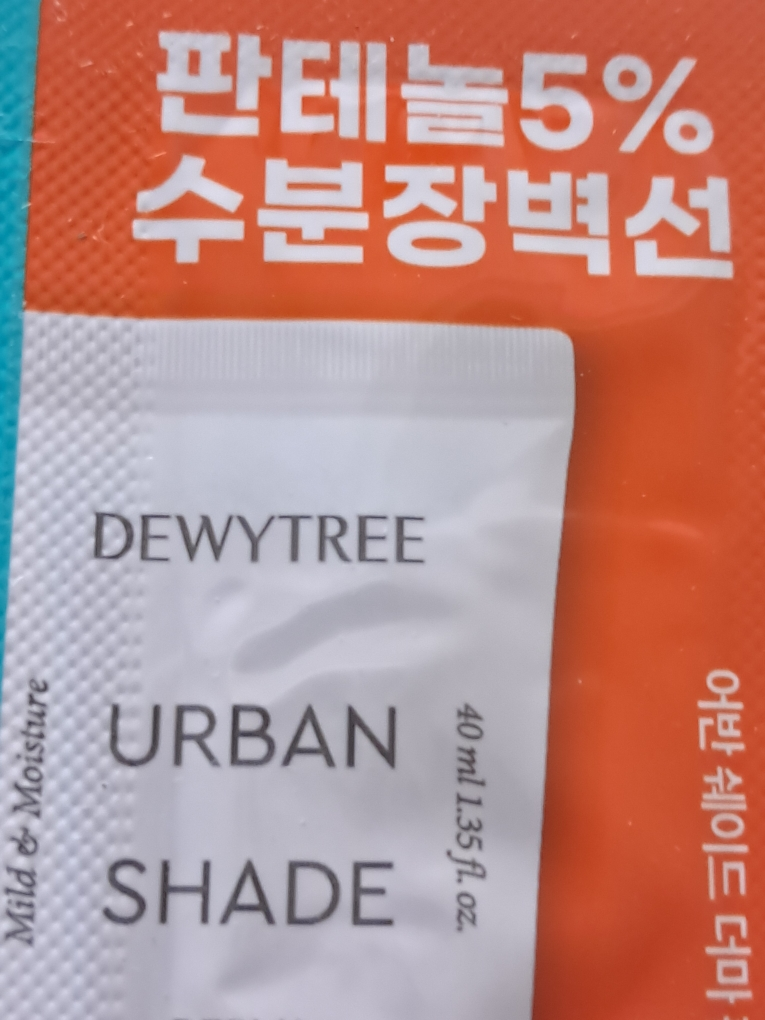 판테놀5%
수분장벽선
DEWYTREE
URBAN
SHADE
Mild & Moisture
40 ml 1.35 fl. oz.
어반 쉐이드 더마